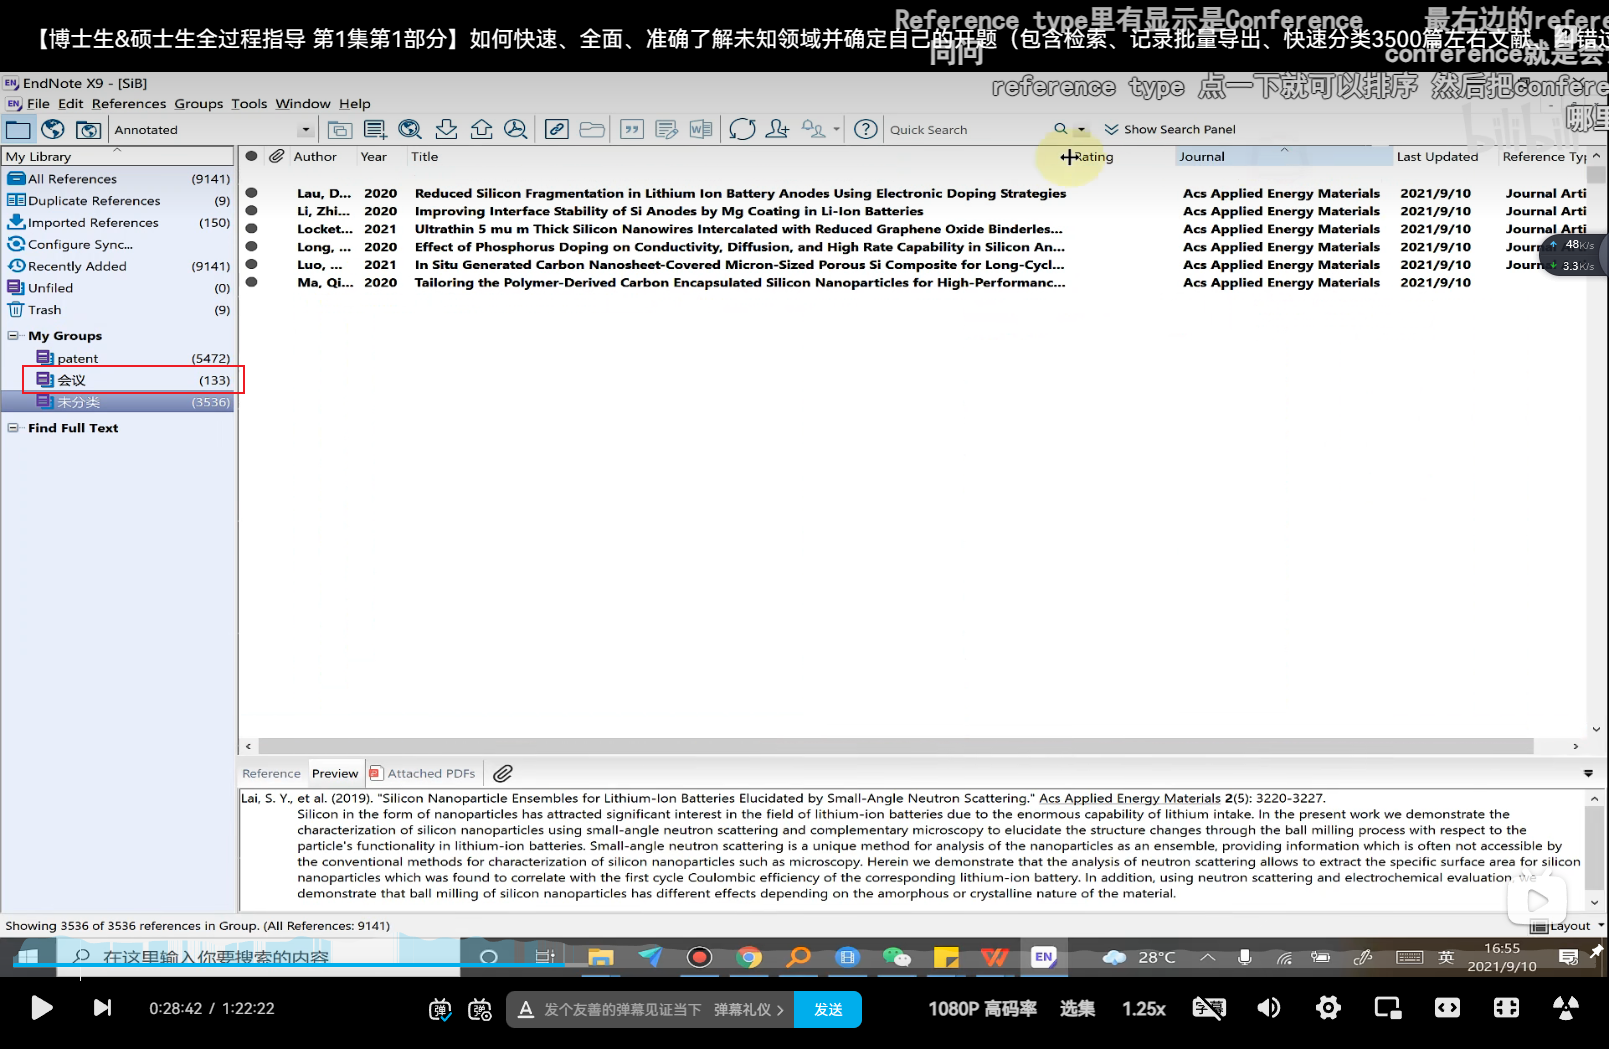 Reference type里有显示是Conference
最右边的refere
【博士生&硕士生全过程指导 第1集第1部分】如何快速、全面、准确了解未知领域并确定自己的开题（包含检索、记录批量导出、快速分类3500篇左右文献、纠错过
问问
conference就是会
EndNote X9 - [SiB]
reference type 点一下就可以排序 然后把confere
File Edit References Groups Tools Window Help
哪里
bilibili
Annotated
Quick Search
Show Search Panel
My Library
Author Year Title Rating Journal Last Updated Reference Typ
All References (9141)
Duplicate References (9)
Imported References (150)
Configure Sync...
Recently Added (9141)
Unfiled (0)
Trash (9)
My Groups
patent (5472)
会议 (133)
未分类 (3536)
Find Full Text
Lau, D... 2020 Reduced Silicon Fragmentation in Lithium Ion Battery Anodes Using Electronic Doping Strategies Acs Applied Energy Materials 2021/9/10 Journal Arti
Li, Zhi... 2020 Improving Interface Stability of Si Anodes by Mg Coating in Li-Ion Batteries Acs Applied Energy Materials 2021/9/10 Journal Arti
Locket... 2021 Ultrathin 5 mu m Thick Silicon Nanowires Intercalated with Reduced Graphene Oxide Binderles... Acs Applied Energy Materials 2021/9/10 Journal Arti
Long, ... 2020 Effect of Phosphorus Doping on Conductivity, Diffusion, and High Rate Capability in Silicon An... Acs Applied Energy Materials 2021/9/10 Journal Arti
Luo, ... 2021 In Situ Generated Carbon Nanosheet-Covered Micron-Sized Porous Si Composite for Long-Cycl... Acs Applied Energy Materials 2021/9/10 Journ
Ma, Qi... 2020 Tailoring the Polymer-Derived Carbon Encapsulated Silicon Nanoparticles for High-Performanc... Acs Applied Energy Materials 2021/9/10
48K/s
3.3K/s
Reference Preview Attached PDFs
Lai, S. Y., et al. (2019). "Silicon Nanoparticle Ensembles for Lithium-Ion Batteries Elucidated by Small-Angle Neutron Scattering." Acs Applied Energy Materials 2(5): 3220-3227.
Silicon in the form of nanoparticles has attracted significant interest in the field of lithium-ion batteries due to the enormous capability of lithium intake. In the present work we demonstrate the
characterization of silicon nanoparticles using small-angle neutron scattering and complementary microscopy to elucidate the structure changes through the ball milling process with respect to the
particle's functionality in lithium-ion batteries. Small-angle neutron scattering is a unique method for analysis of the nanoparticles as an ensemble, providing information which is often not accessible by
the conventional methods for characterization of silicon nanoparticles such as microscopy. Herein we demonstrate that the analysis of neutron scattering allows to extract the specific surface area for silicon
nanoparticles which was found to correlate with the first cycle Coulombic efficiency of the corresponding lithium-ion battery. In addition, using neutron scattering and electrochemical evaluation, we
demonstrate that ball milling of silicon nanoparticles has different effects depending on the amorphous or crystalline nature of the material.
Showing 3536 of 3536 references in Group. (All References: 9141)
Layout
在这里输入你要搜索的内容
EN
28°C
英
16:55
2021/9/10
0:28:42 / 1:22:22
发个友善的弹幕见证当下
弹幕礼仪 >
发送
1080P 高码率
选集
1.25x